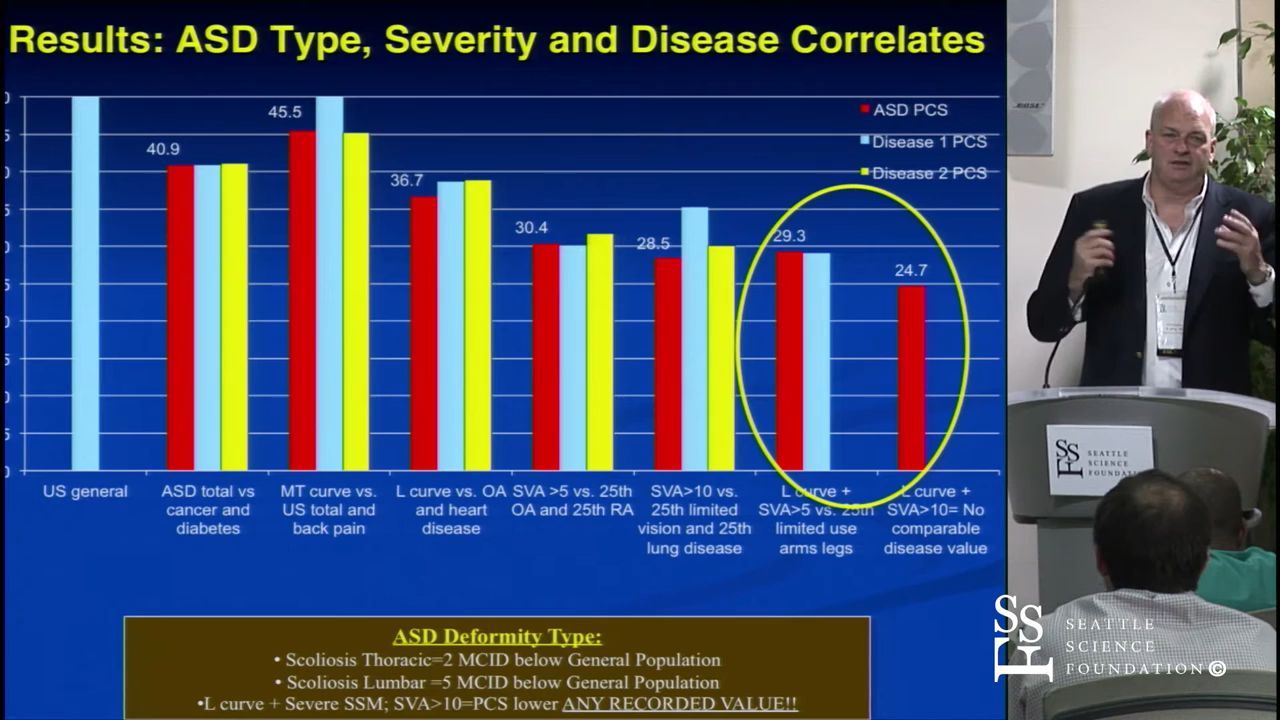 Results: ASD Type, Severity and Disease Correlates
ASD PCS
Disease 1 PCS
Disease 2 PCS
40.9
45.5
36.7
30.4
28.5
29.3
24.7
US general
ASD total vs
cancer and
diabetes
MT curve vs.
US total and
back pain
L curve vs. OA
and heart
disease
SVA >5 vs. 25th
OA and 25th RA
SVA>10 vs.
25th limited
vision and 25th
lung disease
L curve +
SVA>5 vs. 25th
limited use
arms legs
L curve +
SVA>10= No
comparable
disease value
ASD Deformity Type:
• Scoliosis Thoracic=2 MCID below General Population
• Scoliosis Lumbar =5 MCID below General Population
•L curve + Severe SSM; SVA>10=PCS lower ANY RECORDED VALUE!!
BOSE
SSF
SEATTLE
SCIENCE
FOUNDATION
SSF
SEATTLE
SCIENCE
FOUNDATION©